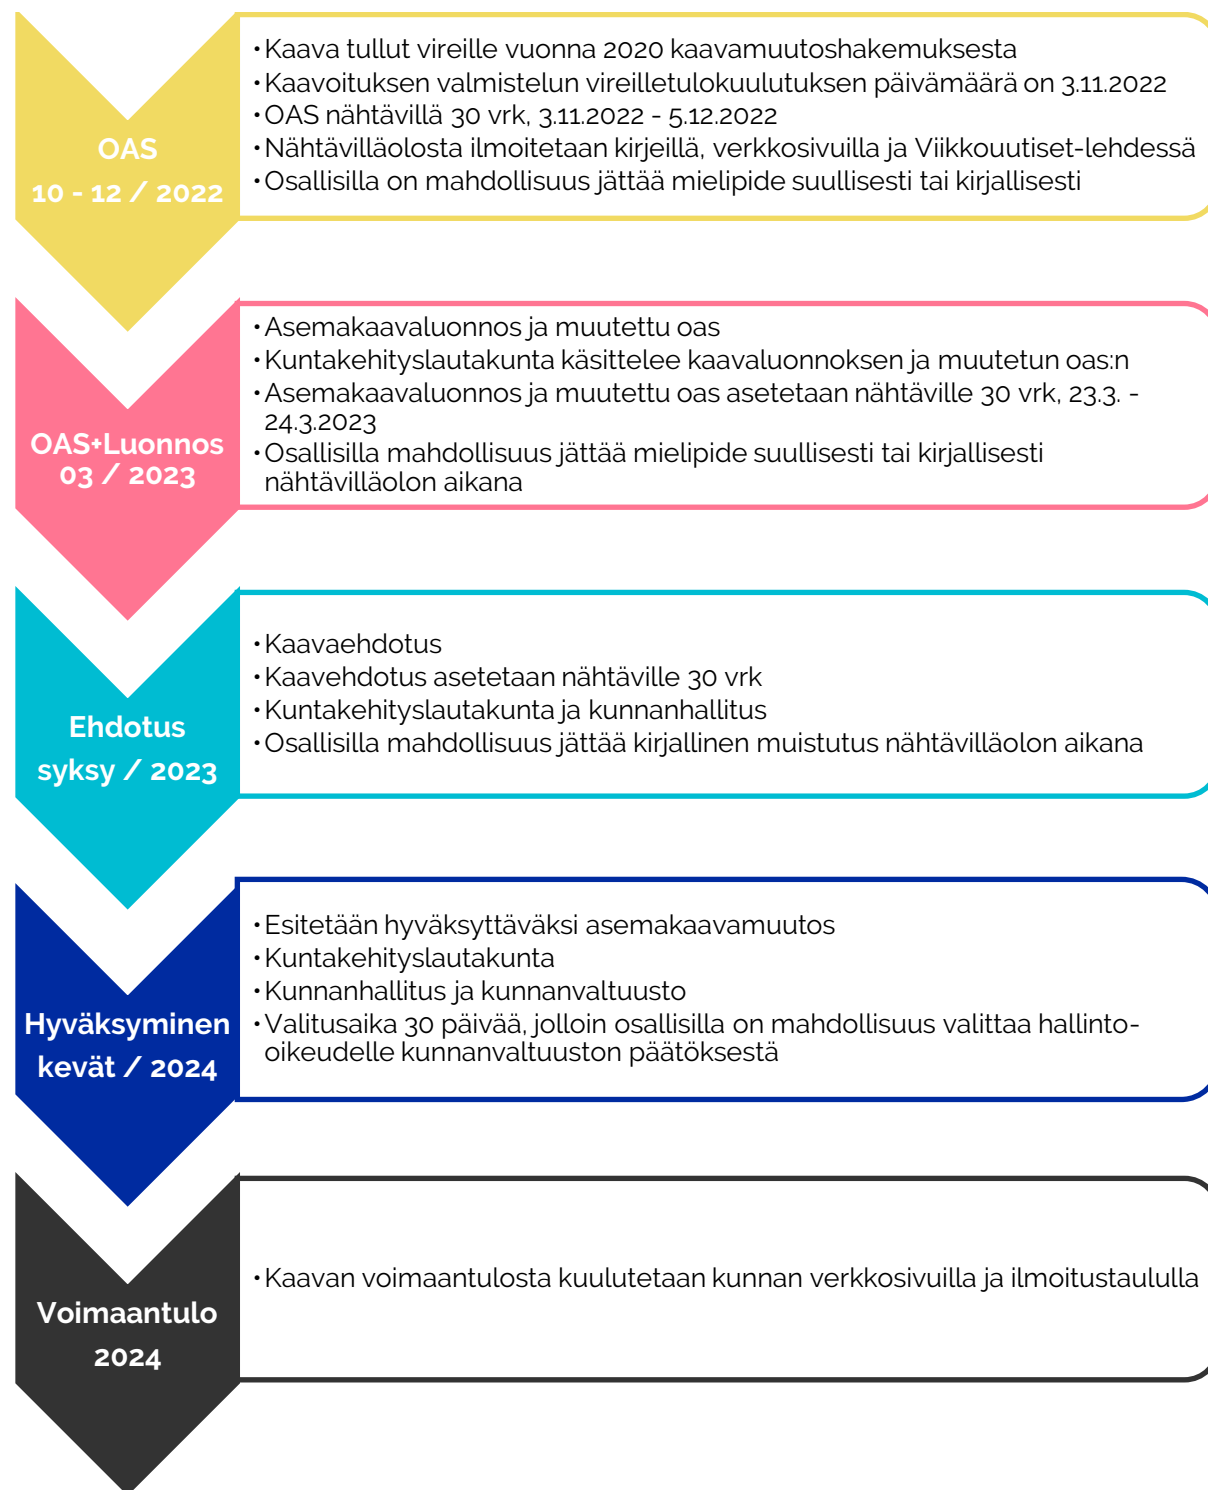 OAS
10 - 12 / 2022
• Kaava tullut vireille vuonna 2020 kaavamuutoshakemuksesta
• Kaavoituksen valmistelun vireilletulokuulutuksen päivämäärä on 3.11.2022
• OAS nähtävillä 30 vrk, 3.11.2022 - 5.12.2022
• Nähtävilläolosta ilmoitetaan kirjeillä, verkkosivuilla ja Viikkouutiset-lehdessä
• Osallisilla on mahdollisuus jättää mielipide suullisesti tai kirjallisesti
OAS+Luonnos
03 / 2023
• Asemakaavaluonnos ja muutettu oas
• Kuntakehityslautakunta käsittelee kaavaluonnoksen ja muutetun oas:n
• Asemakaavaluonnos ja muutettu oas asetetaan nähtäville 30 vrk, 23.3. -
24.3.2023
• Osallisilla mahdollisuus jättää mielipide suullisesti tai kirjallisesti
nähtävilläolon aikana
Ehdotus
syksy / 2023
• Kaavaehdotus
• Kaavehdotus asetetaan nähtäville 30 vrk
• Kuntakehityslautakunta ja kunnanhallitus
• Osallisilla mahdollisuus jättää kirjallinen muistutus nähtävilläolon aikana
Hyväksyminen
kevät / 2024
• Esitetään hyväksyttäväksi asemakaavamuutos
• Kuntakehityslautakunta
• Kunnanhallitus ja kunnanvaltuusto
• Valitusaika 30 päivää, jolloin osallisilla on mahdollisuus valittaa hallinto-
oikeudelle kunnanvaltuuston päätöksestä
Voimaantulo
2024
• Kaavan voimaantulosta kuulutetaan kunnan verkkosivuilla ja ilmoitustaululla